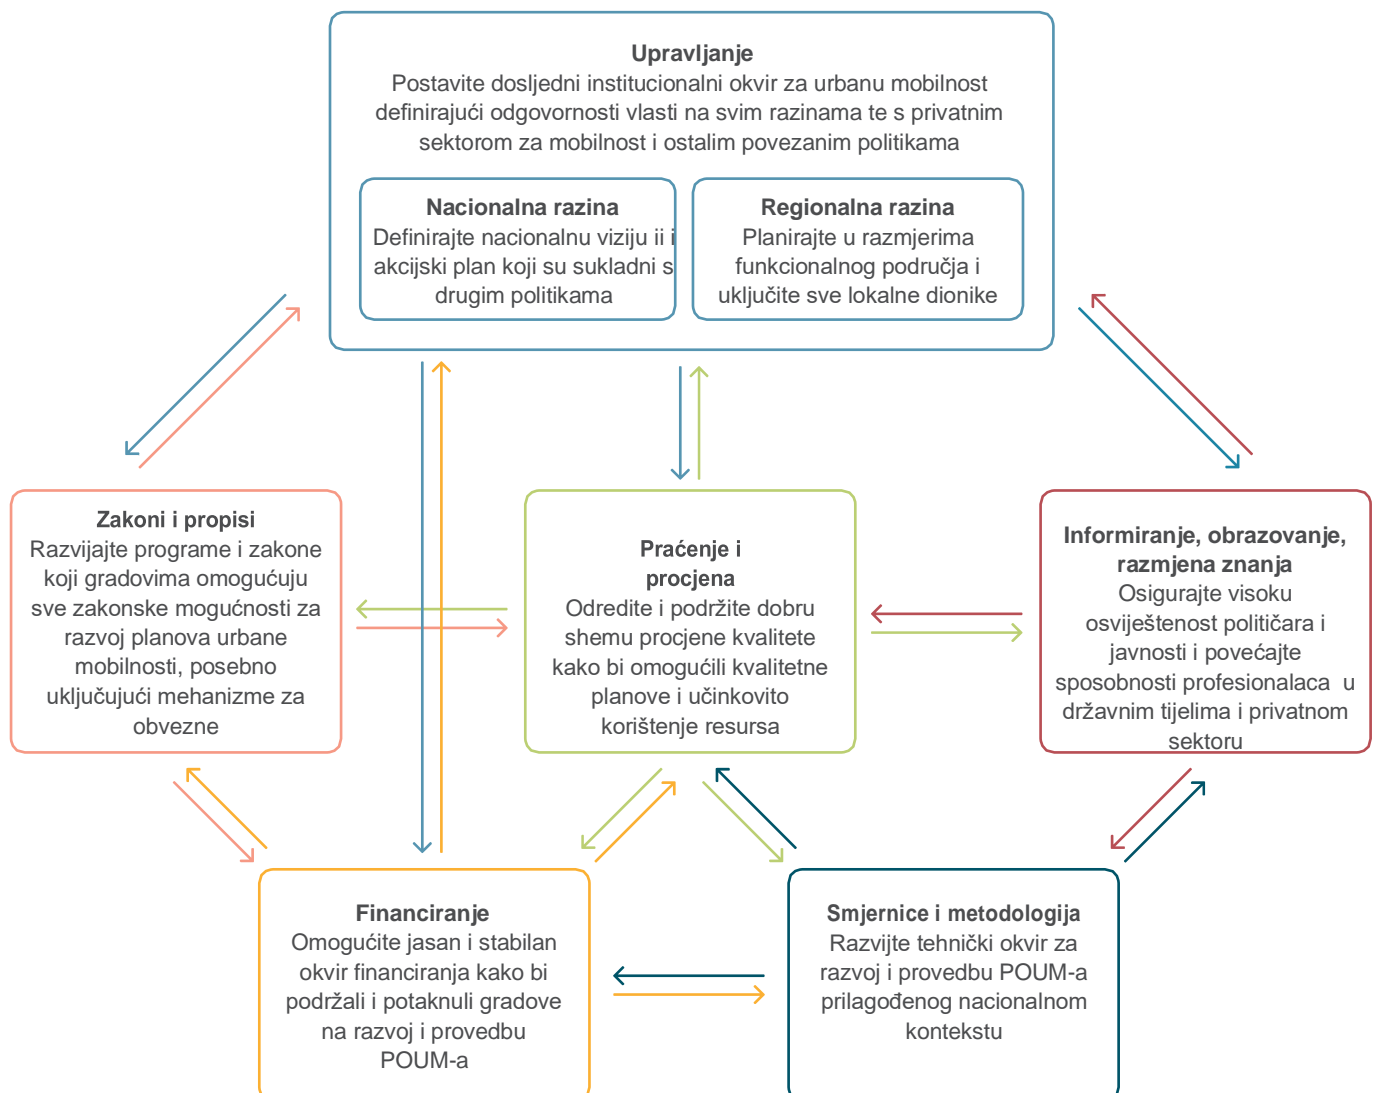 Upravljanje
Postavite dosljedni institucionalni okvir za urbanu mobilnost
definirajući odgovornosti vlasti na svim razinama te s privatnim
sektorom za mobilnost i ostalim povezanim politikama
Nacionalna razina
Definirajte nacionalnu viziju ii i
akcijski plan koji su sukladni s
drugim politikama
Regionalna razina
Planirajte u razmjerima
funkcionalnog područja i
uključite sve lokalne dionike
Zakoni i propisi
Razvijajte programe i zakone
koji gradovima omogućuju
sve zakonske mogućnosti za
razvoj planova urbane
mobilnosti, posebno
uključujući mehanizme za
obvezne
Praćenje i
procjena
Odredite i podržite dobru
shemu procjene kvalitete
kako bi omogućili kvalitetne
planove i učinkovito
korištenje resursa
Informiranje, obrazovanje,
razmjena znanja
Osigurajte visoku
osviještenost političara i
javnosti i povećajte
sposobnosti profesionalaca  u
državnim tijelima i privatnom
sektoru
Financiranje
Omogućite jasan i stabilan
okvir financiranja kako bi
podržali i potaknuli gradove
na razvoj i provedbu
POUM-a
Smjernice i metodologija
Razvijte tehnički okvir za
razvoj i provedbu POUM-a
prilagođenog nacionalnom
kontekstu